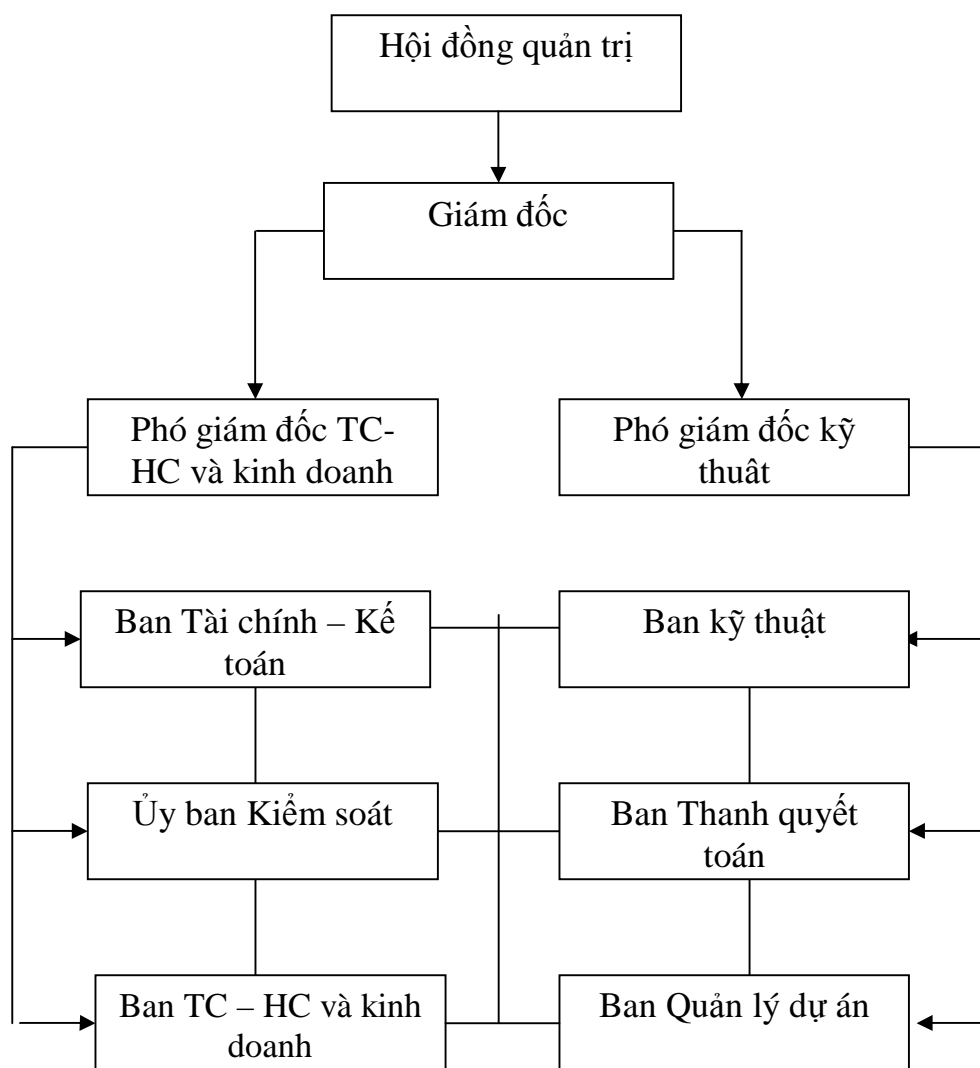 Hội đồng quản trị
Giám đốc
Phó giám đốc TC-
HC và kinh doanh
Phó giám đốc kỹ
thuât
Ban Tài chính – Kế
toán
Ban kỹ thuật
Ủy ban Kiểm soát
Ban Thanh quyết
toán
Ban TC – HC và kinh
doanh
Ban Quản lý dự án